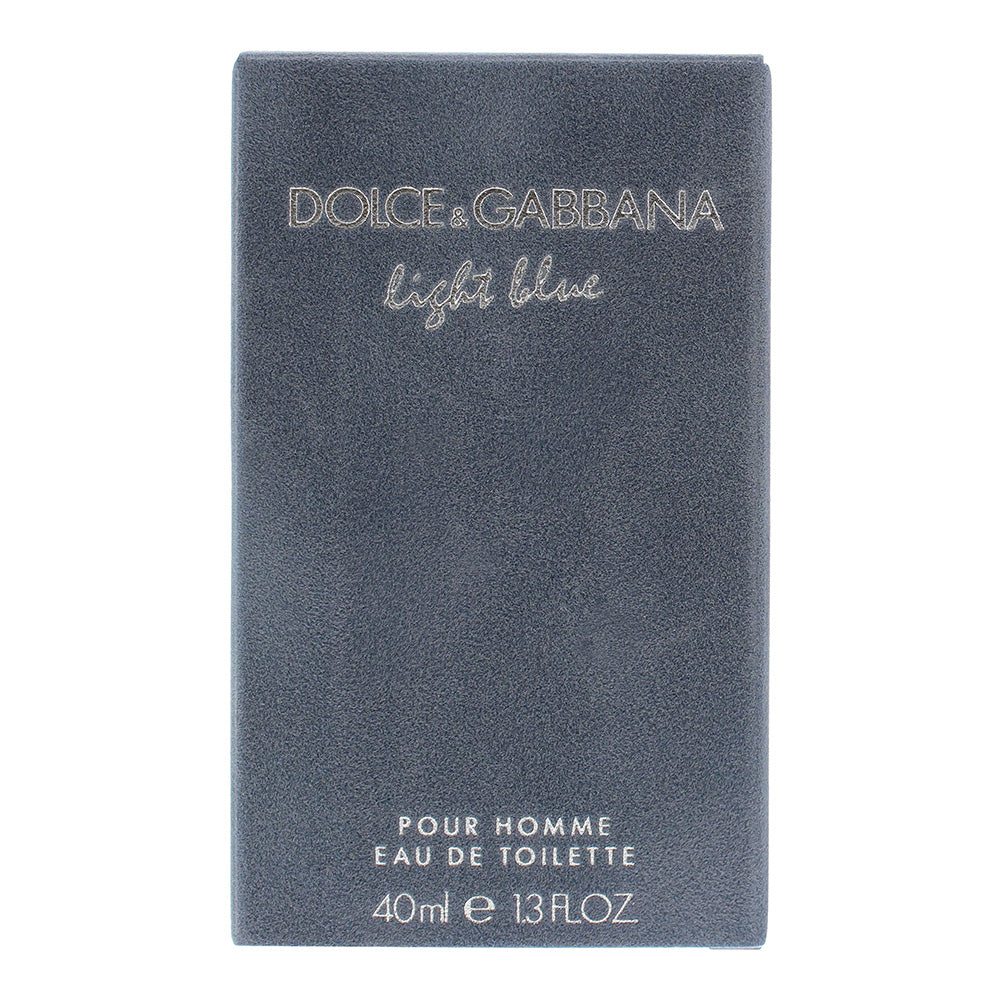 DOLCE & GABBANA
light blue
POUR HOMME
EAU DE TOILETTE
40ml ℮ 1.3 FL.OZ.